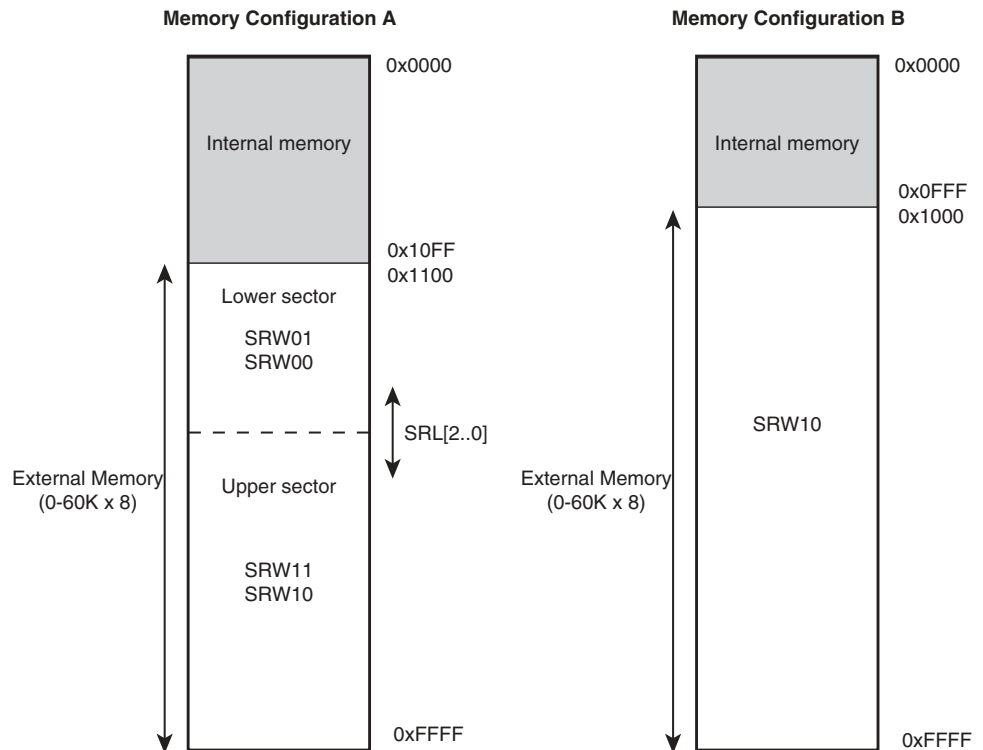 Memory Configuration A
0x0000
Internal memory
0x10FF
0x1100
Lower sector
SRW01
SRW00
SRL[2..0]
External Memory
(0-60K x 8)
Upper sector
SRW11
SRW10
0xFFFF
Memory Configuration B
0x0000
Internal memory
0x0FFF
0x1000
SRW10
External Memory
(0-60K x 8)
0xFFFF